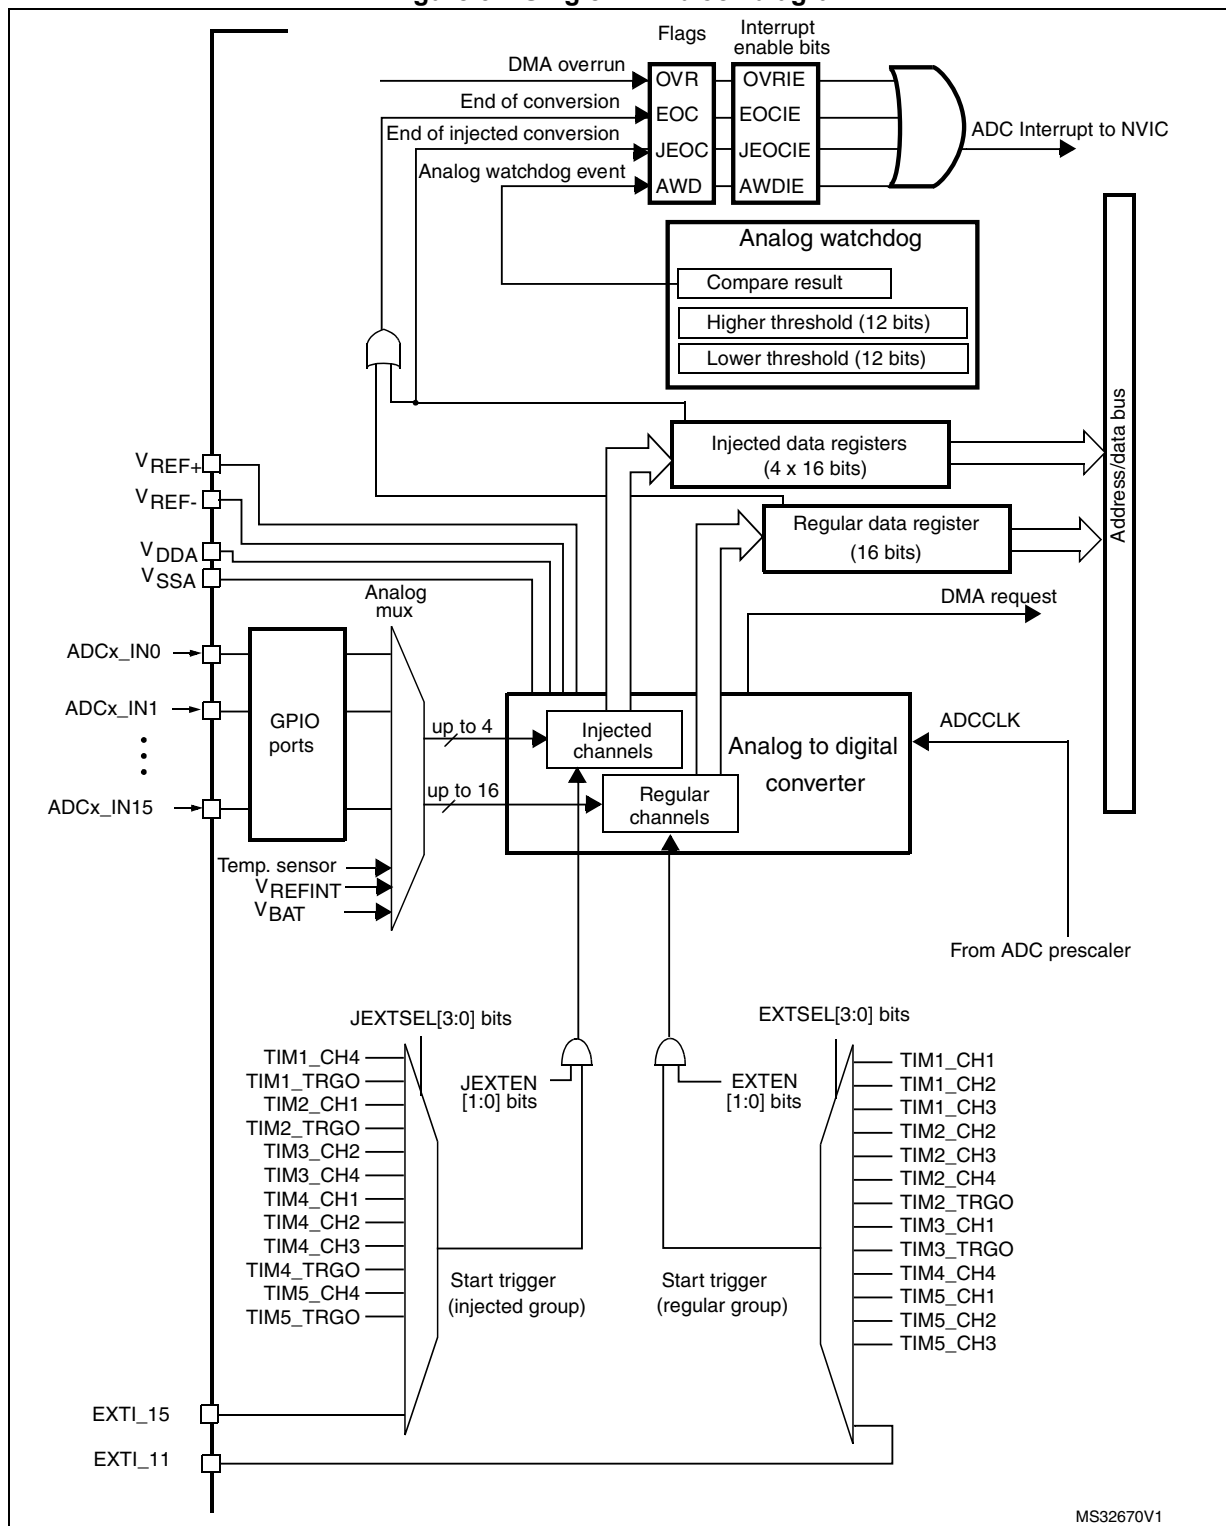 Flags
Interrupt
enable bits
DMA overrun
OVR
OVRIE
End of conversion
EOC
EOCIE
End of injected conversion
JEOC
JEOCIE
ADC Interrupt to NVIC
Analog watchdog event
AWD
AWDIE
Analog watchdog
Compare result
Higher threshold (12 bits)
Lower threshold (12 bits)
Address/data bus
Injected data registers
(4 x 16 bits)
Regular data register
(16 bits)
VREF+
VREF-
VDDA
VSSA
Analog
mux
DMA request
ADCx_IN0
ADCx_IN1
ADCx_IN15
GPIO
ports
up to 4
up to 16
Injected
channels
Regular
channels
Analog to digital
converter
ADCCLK
Temp. sensor
VREFINT
VBAT
From ADC prescaler
JEXTSEL[3:0] bits
EXTSEL[3:0] bits
TIM1_CH4
TIM1_TRGO
TIM2_CH1
TIM2_TRGO
TIM3_CH2
TIM3_CH4
TIM4_CH1
TIM4_CH2
TIM4_CH3
TIM4_TRGO
TIM5_CH4
TIM5_TRGO
JEXTEN
[1:0] bits
EXTEN
[1:0] bits
TIM1_CH1
TIM1_CH2
TIM1_CH3
TIM2_CH2
TIM2_CH3
TIM2_CH4
TIM2_TRGO
TIM3_CH1
TIM3_TRGO
TIM4_CH4
TIM5_CH1
TIM5_CH2
TIM5_CH3
Start trigger
(injected group)
Start trigger
(regular group)
EXTI_15
EXTI_11
MS32670V1